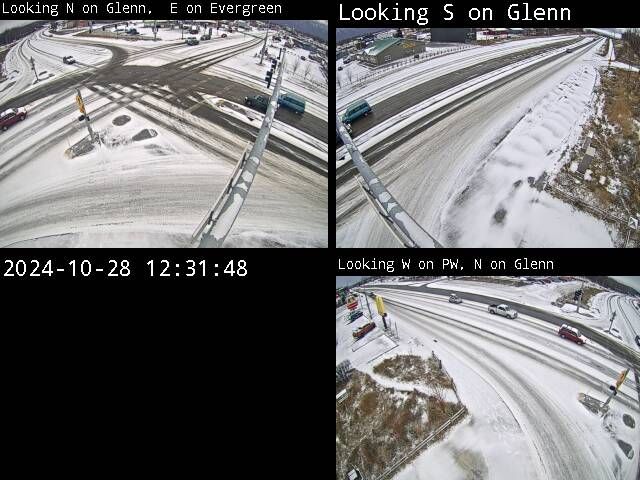 Looking N on Glenn, E on Evergreen
Looking S on Glenn
2024-10-28 12:31:48
Looking W on PW, N on Glenn